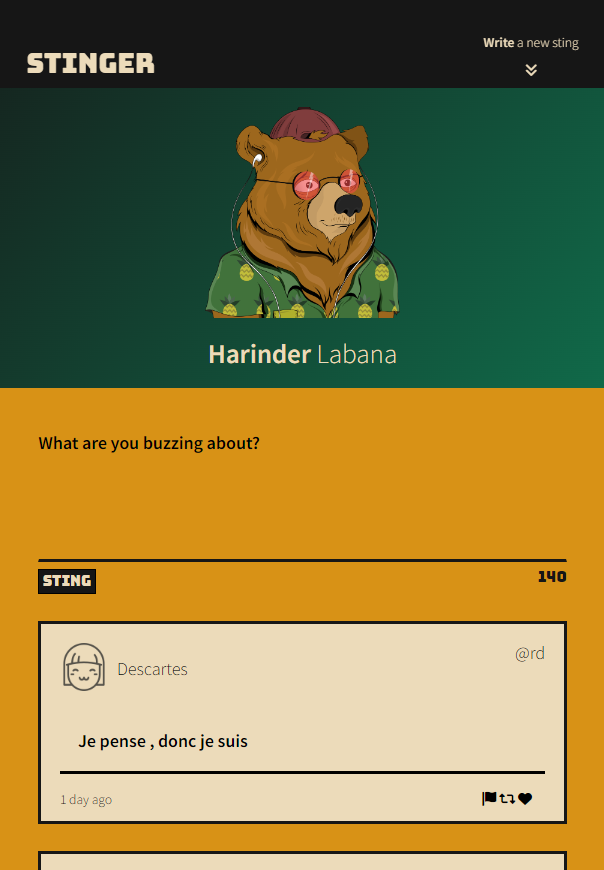 STINGER
Write a new sting
Harinder Labana
What are you buzzing about?
STING
140
Descartes
@rd
Je pense , donc je suis
1 day ago